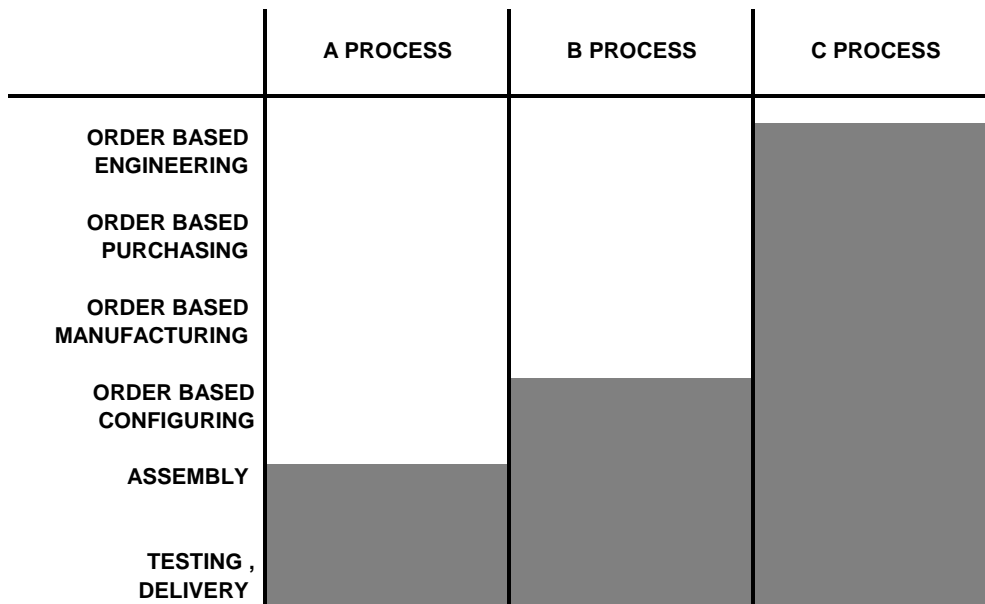 A PROCESS
B PROCESS
C PROCESS
ORDER BASED
ENGINEERING
ORDER BASED
PURCHASING
ORDER BASED
MANUFACTURING
ORDER BASED
CONFIGURING
ASSEMBLY
TESTING ,
DELIVERY